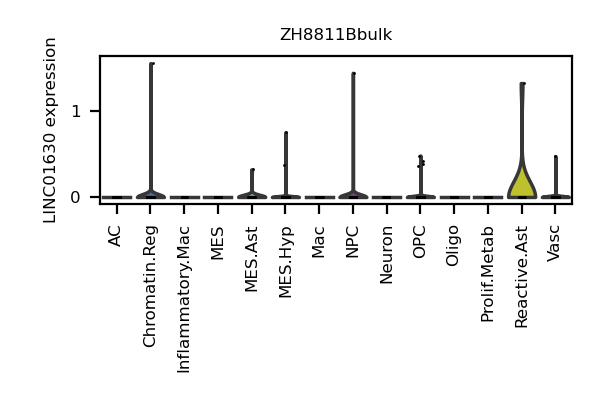 ZH8811Bbulk
LINC01630 expression
1
0
AC
Chromatin.Reg
Inflammatory.Mac
MES
MES.Ast
MES.Hyp
Mac
NPC
Neuron
OPC
Oligo
Prolif.Metab
Reactive.Ast
Vasc